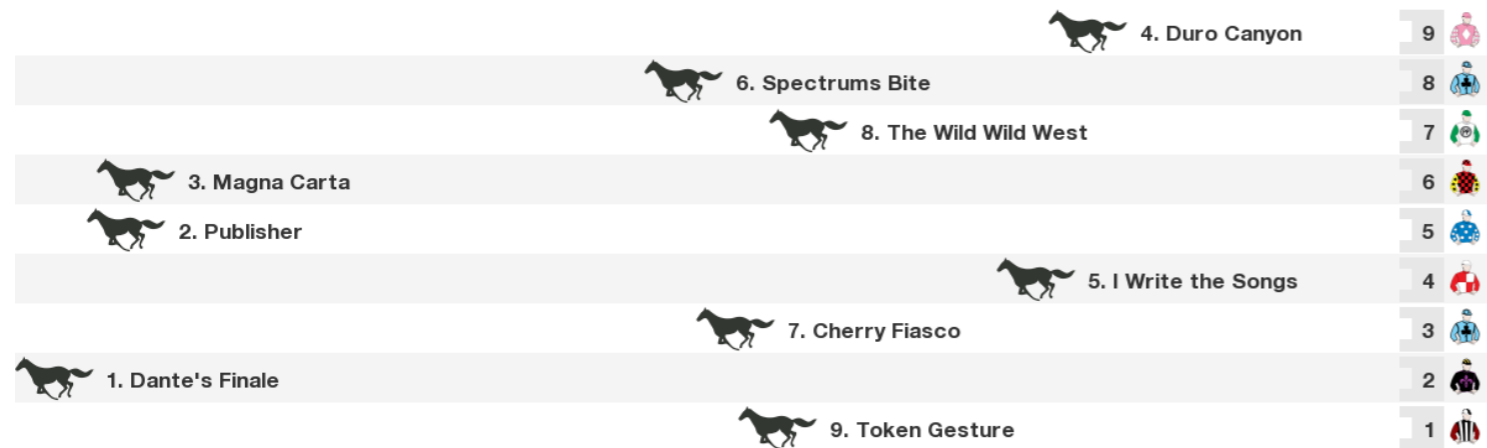 4. Duro Canyon 9
6. Spectrums Bite 8
8. The Wild Wild West 7
3. Magna Carta 6
2. Publisher 5
5. I Write the Songs 4
7. Cherry Fiasco 3
1. Dante's Finale 2
9. Token Gesture 1